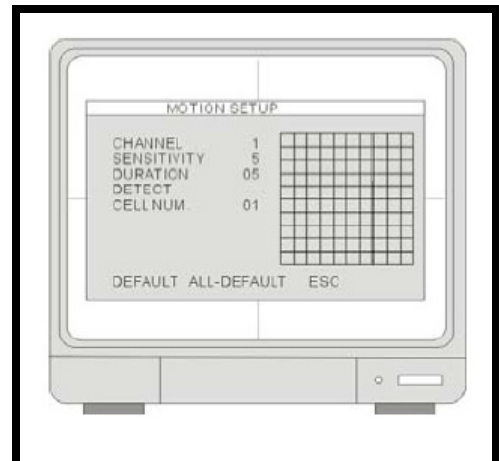 MOTION SETUP
CHANNEL 1
SENSITIVITY 5
DURATION 05
DETECT
CELL NUM. 01
DEFAULT ALL-DEFAULT ESC